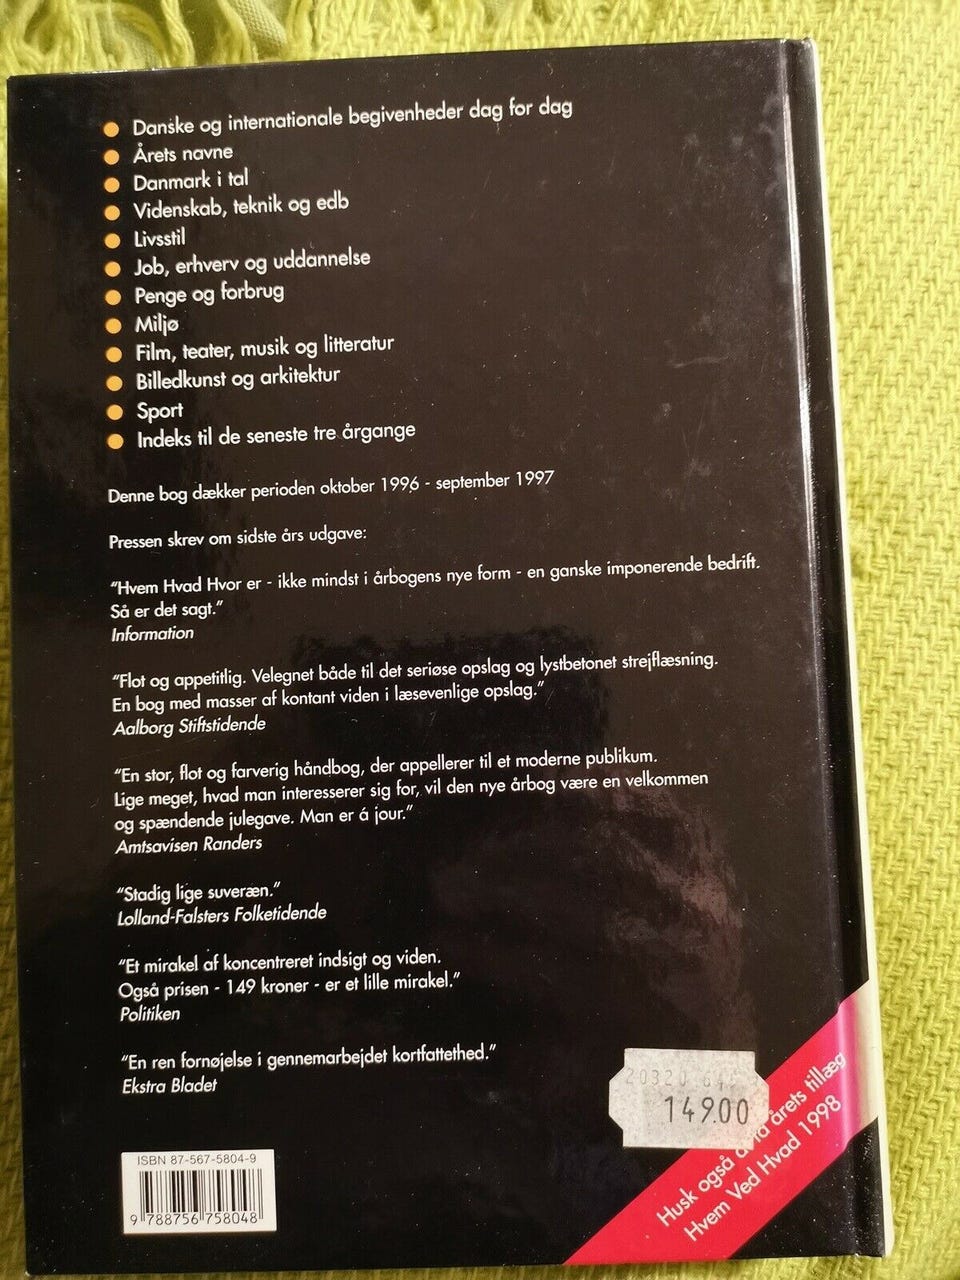 Danske og internationale begivenheder dag for dag
Årets navne
Danmark i tal
Videnskab, teknik og edb
Livsstil
Job, erhverv og uddannelse
Penge og forbrug
Miljø
Film, teater, musik og litteratur
Billedkunst og arkitektur
Sport
Indeks til de seneste tre årgange
Denne bog dækker perioden oktober 1996 - september 1997
Pressen skrev om sidste års udgave:
“Hvem Hvad Hvor er - ikke mindst i årbogens nye form - en ganske imponerende bedrift.
Så er det sagt.”
Information
“Flot og appetitlig. Velegnet både til det seriøse opslag og lystbetonet strejflæsning.
En bog med masser af kontant viden i læsevenlige opslag.”
Aalborg Stiftstidende
“En stor, flot og farverig håndbog, der appellerer til et moderne publikum.
Lige meget, hvad man interesserer sig for, vil den nye årbog være en velkommen
og spændende julegave. Man er á jour.”
Amtsavisen Randers
“Stadig lige suveræn.”
Lolland-Falsters Folketidende
“Et mirakel af koncentreret indsigt og viden.
Også prisen - 149 kroner - er et lille mirakel.”
Politiken
“En ren fornøjelse i gennemarbejdet kortfattethed.”
Ekstra Bladet
20320
149.00
Husk også årets tillæg
Hvem Ved Hvad 1998
ISBN 87-567-5804-9
9 788756 758048